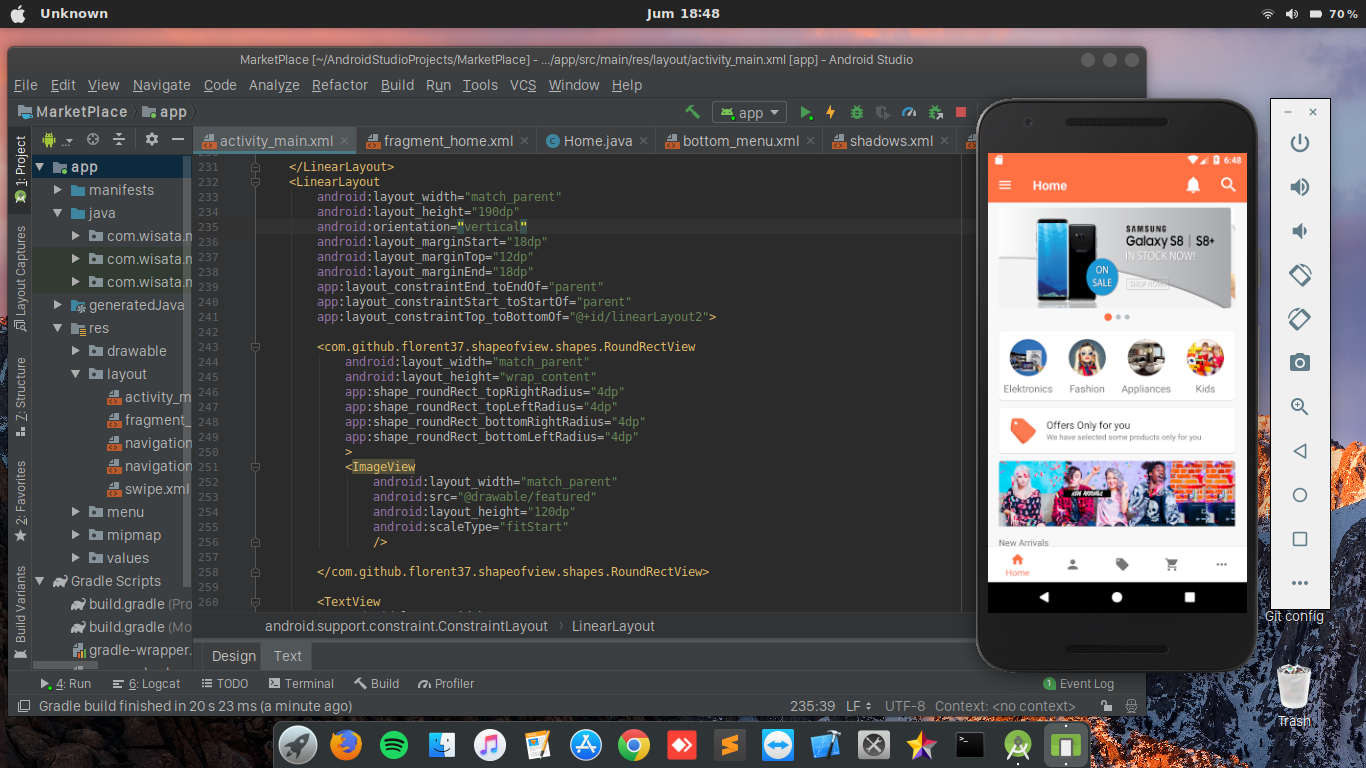 Unknown
Jum 18:48
70 %
MarketPlace [~/AndroidStudioProjects/MarketPlace] - .../app/src/main/res/layout/activity_main.xml [app] - Android Studio
File Edit View Navigate Code Analyze Refactor Build Run Tools VCS Window Help
MarketPlace app
app
1: Project
Layout Captures
7: Structure
2: Favorites
Build Variants
app
manifests
java
com.wisata.n
com.wisata.n
com.wisata.n
generatedJava
res
drawable
layout
activity_m
fragment_
navigation
navigation
swipe.xml
menu
mipmap
values
Gradle Scripts
build.gradle (Pro
build.gradle (Mo
gradle-wrapper.
activity_main.xml fragment_home.xml Home.java bottom_menu.xml shadows.xml
231 </LinearLayout>
232 <LinearLayout
233 android:layout_width="match_parent"
234 android:layout_height="190dp"
235 android:orientation="vertical"
236 android:layout_marginStart="18dp"
237 android:layout_marginTop="12dp"
238 android:layout_marginEnd="18dp"
239 app:layout_constraintEnd_toEndOf="parent"
240 app:layout_constraintStart_toStartOf="parent"
241 app:layout_constraintTop_toBottomOf="@+id/linearLayout2">
242
243 <com.github.florent37.shapeofview.shapes.RoundRectView
244 android:layout_width="match_parent"
245 android:layout_height="wrap_content"
246 app:shape_roundRect_topRightRadius="4dp"
247 app:shape_roundRect_topLeftRadius="4dp"
248 app:shape_roundRect_bottomRightRadius="4dp"
249 app:shape_roundRect_bottomLeftRadius="4dp"
250 >
251 <ImageView
252 android:layout_width="match_parent"
253 android:src="@drawable/featured"
254 android:layout_height="120dp"
255 android:scaleType="fitStart"
256 />
257
258 </com.github.florent37.shapeofview.shapes.RoundRectView>
259
260 <TextView
android.support.constraint.ConstraintLayout LinearLayout
Design Text
4: Run 6: Logcat TODO Terminal Build Profiler
1 Event Log
Gradle build finished in 20 s 23 ms (a minute ago)
235:39 LF UTF-8 Context: <no context>
6:48
Home
SAMSUNG
Galaxy S8 | S8+
IN STOCK NOW!
ON
SALE
SHOP NOW
Elektronics Fashion Appliances Kids
Offers Only for you
We have selected some products only for you
NEW ARRIVALS
New Arrivals
Home
Git config
Trash